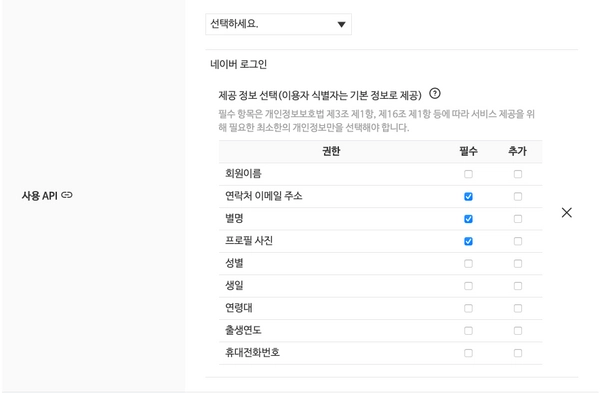 선택하세요.
네이버 로그인
제공 정보 선택(이용자 식별자는 기본 정보로 제공)
필수 항목은 개인정보보호법 제3조 제1항, 제16조 제1항 등에 따라 서비스 제공을 위
해 필요한 최소한의 개인정보만을 선택해야 합니다.
권한 필수 추가
회원이름
사용 API
연락처 이메일 주소
별명
프로필 사진
성별
생일
연령대
출생연도
휴대전화번호